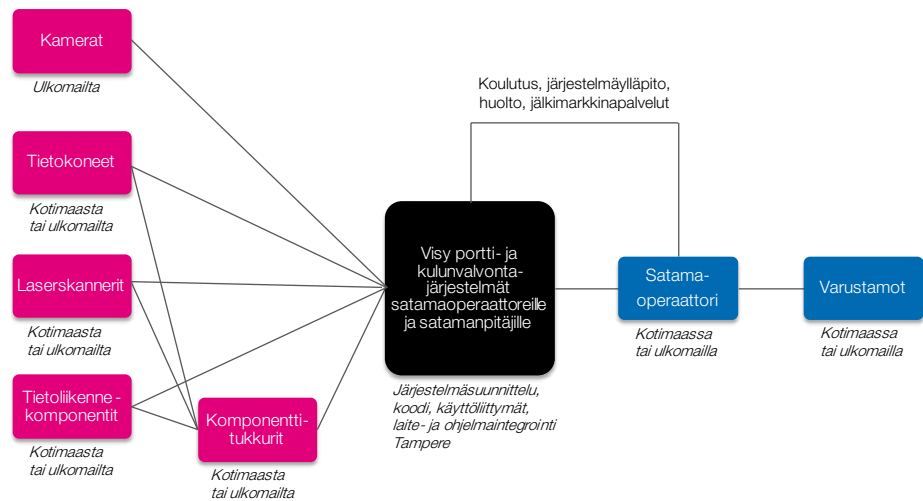 Kamerat
Ulkomailta
Tietokoneet
Kotimaasta
tai ulkomailta
Laserskannerit
Kotimaasta
tai ulkomailta
Tietoliikenne-
komponentit
Kotimaasta
tai ulkomailta
Komponentti-
tukkurit
Kotimaasta
tai ulkomailta
Visy portti- ja
kulunvalvonta-
järjestelmät
satamaoperaattoreille
ja satamanpitäjille
Järjestelmäsuunnittelu,
koodi, käyttöliittymät,
laite- ja ohjelmaintegrointi
Tampere
Koulutus, järjestelmäylläpito,
huolto, jälkimarkkinapalvelut
Satama-
operaattori
Kotimaassa
tai ulkomailla
Varustamot
Kotimaassa
tai ulkomailla